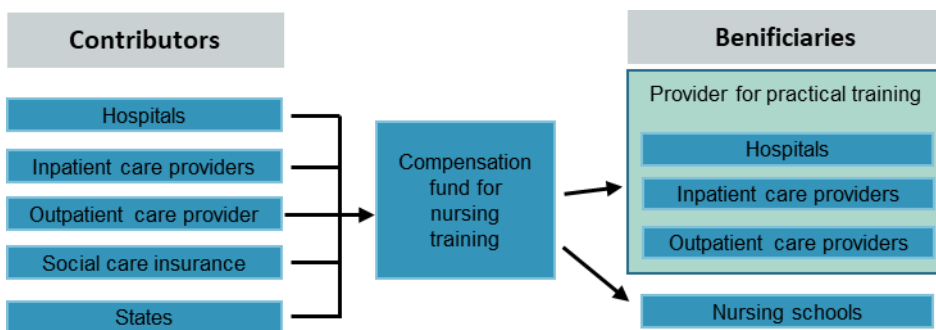 Contributors
Hospitals
Inpatient care providers
Outpatient care provider
Social care insurance
States
Compensation
fund for
nursing
training
Benificiaries
Provider for practical training
Hospitals
Inpatient care providers
Outpatient care providers
Nursing schools